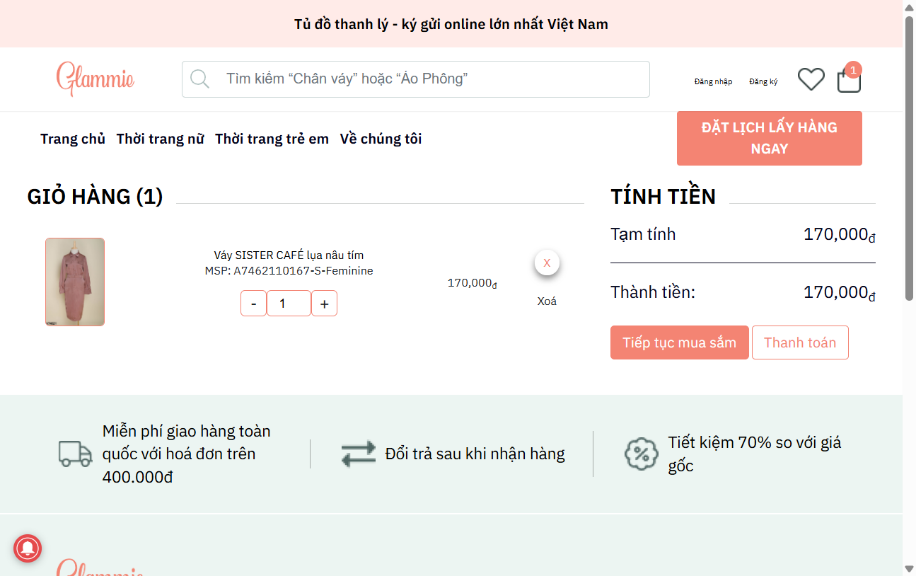 Tủ đồ thanh lý - ký gửi online lớn nhất Việt Nam
Glammie
Tìm kiếm “Chân váy” hoặc “Áo Phông”
Đăng nhập
Đăng ký
1
Trang chủ
Thời trang nữ
Thời trang trẻ em
Về chúng tôi
ĐẶT LỊCH LẤY HÀNG
NGAY
GIỎ HÀNG (1)
Váy SISTER CAFÉ lụa nâu tím
MSP: A7462110167-S-Feminine
- 1 +
170,000đ
X
Xoá
TÍNH TIỀN
Tạm tính 170,000đ
Thành tiền: 170,000đ
Tiếp tục mua sắm
Thanh toán
Miễn phí giao hàng toàn
quốc với hoá đơn trên
400.000đ
Đổi trả sau khi nhận hàng
Tiết kiệm 70% so với giá
gốc
Glammie